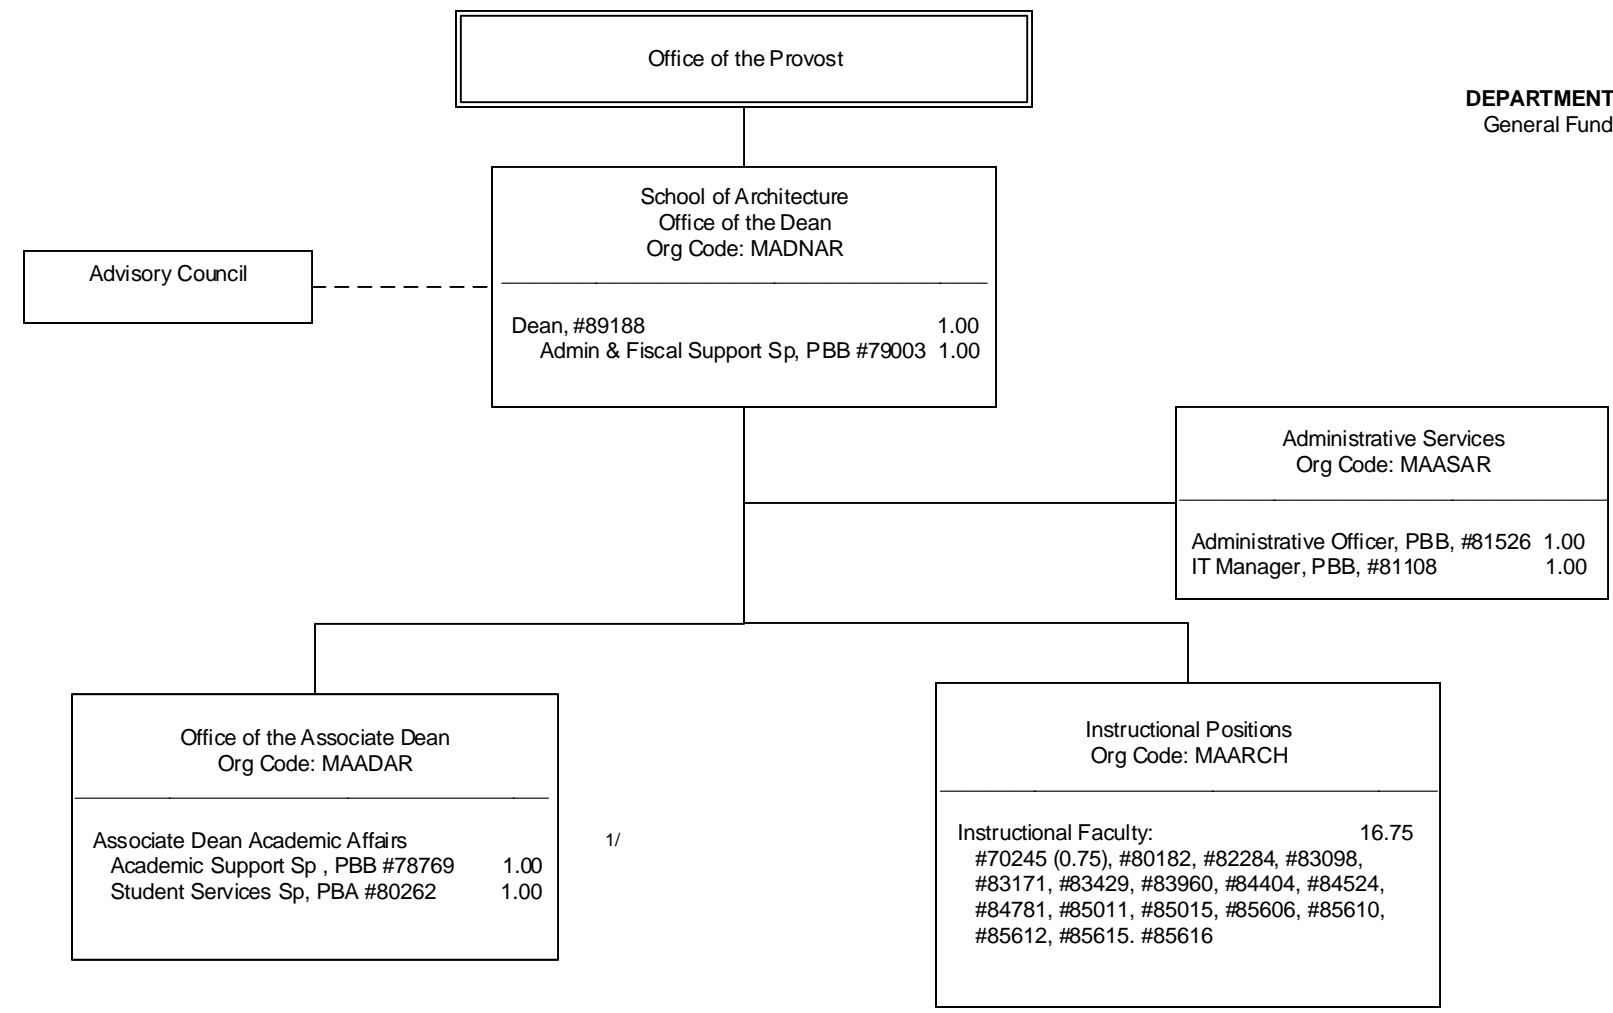 Office of the Provost
DEPARTMENT
General Fund
School of Architecture
Office of the Dean
Org Code: MADNAR
Advisory Council
Dean, #89188 1.00
Admin & Fiscal Support Sp, PBB #79003 1.00
Administrative Services
Org Code: MAASAR
Administrative Officer, PBB, #81526 1.00
IT Manager, PBB, #81108 1.00
Office of the Associate Dean
Org Code: MAADAR
Associate Dean Academic Affairs 1/
Academic Support Sp , PBB #78769 1.00
Student Services Sp, PBA #80262 1.00
Instructional Positions
Org Code: MAARCH
Instructional Faculty: 16.75
#70245 (0.75), #80182, #82284, #83098,
#83171, #83429, #83960, #84404, #84524,
#84781, #85011, #85015, #85606, #85610,
#85612, #85615. #85616